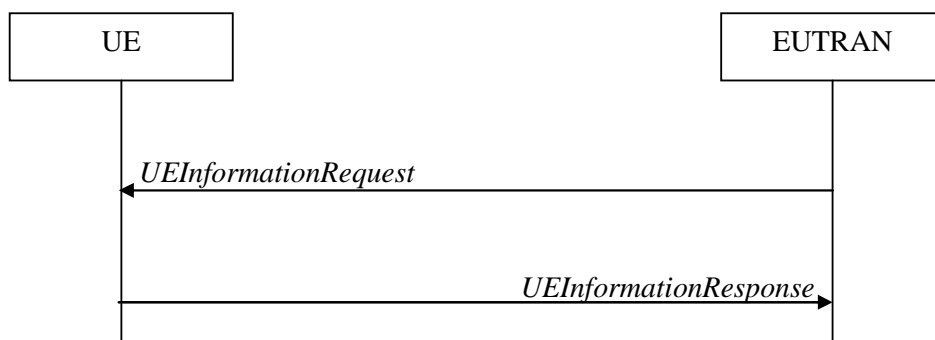 UE
EUTRAN
UEInformationRequest
UEInformationResponse